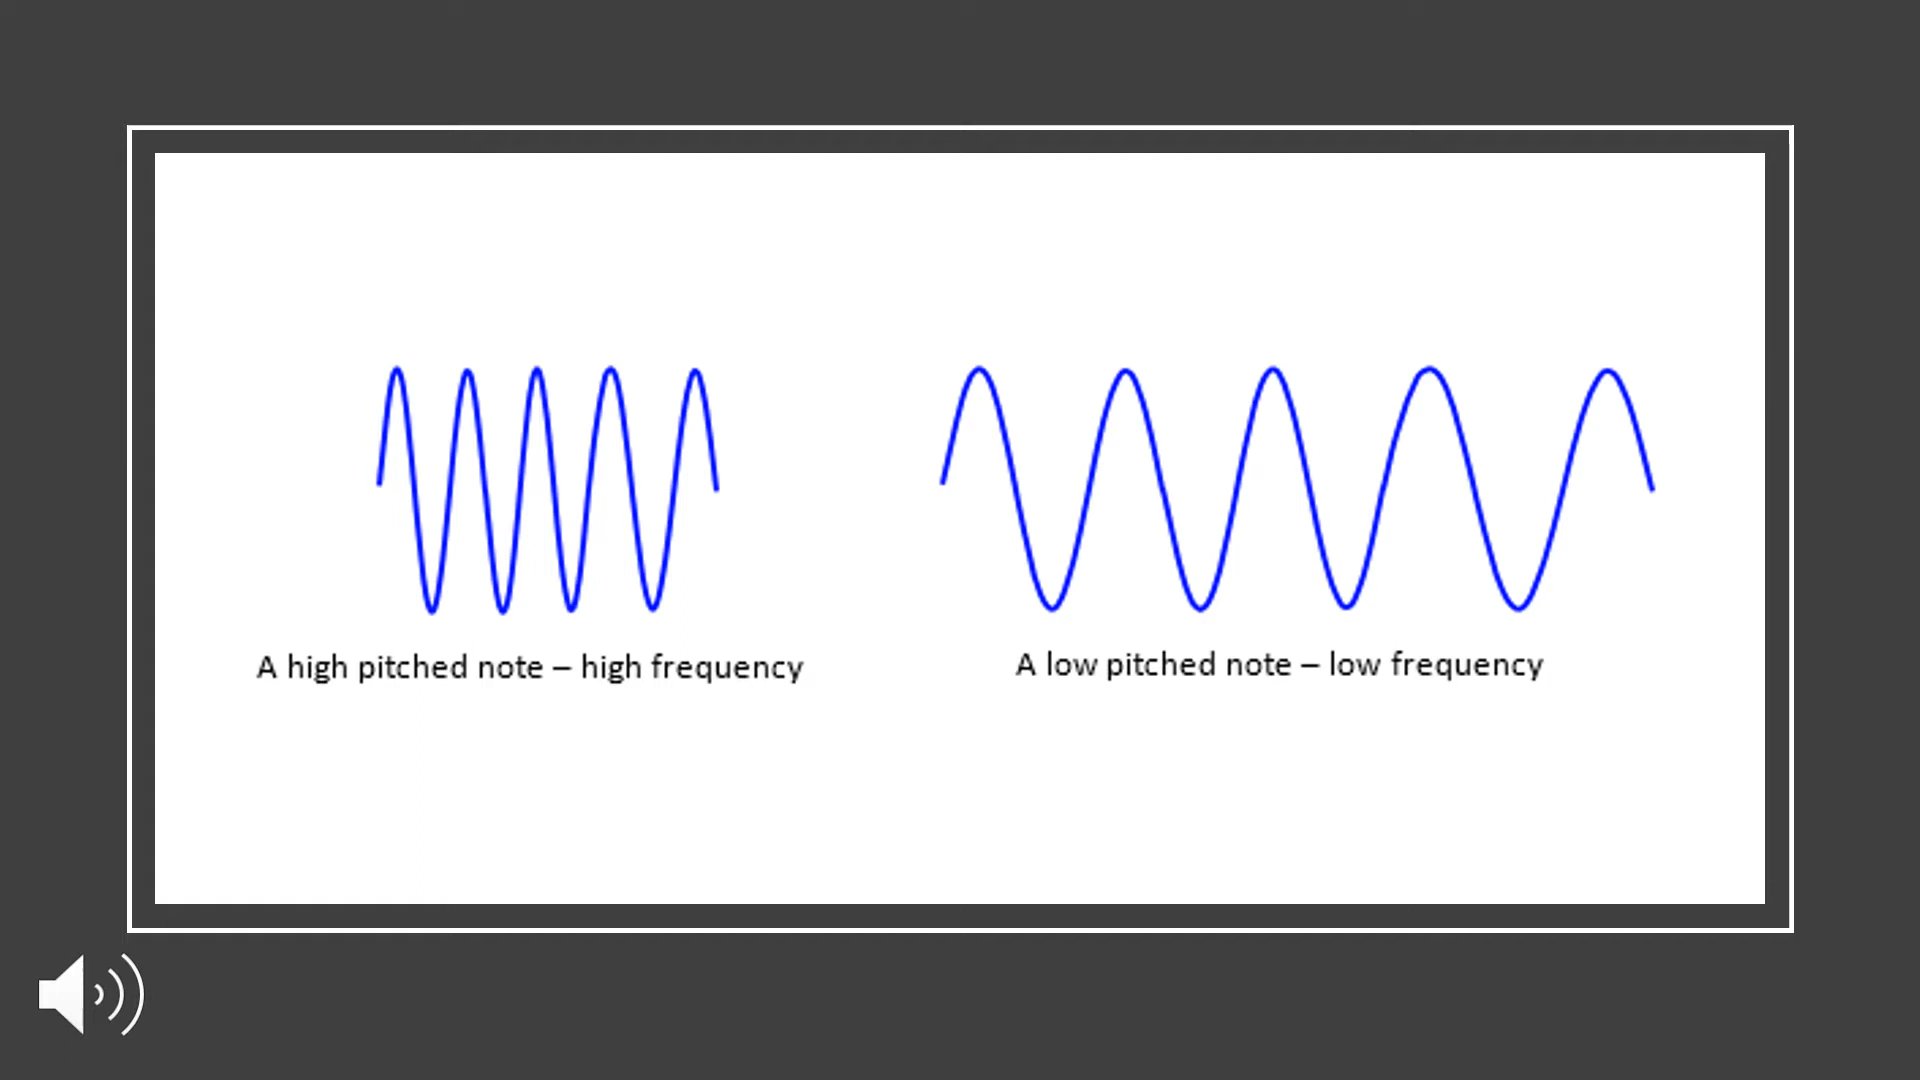 A high pitched note – high frequency
A low pitched note – low frequency